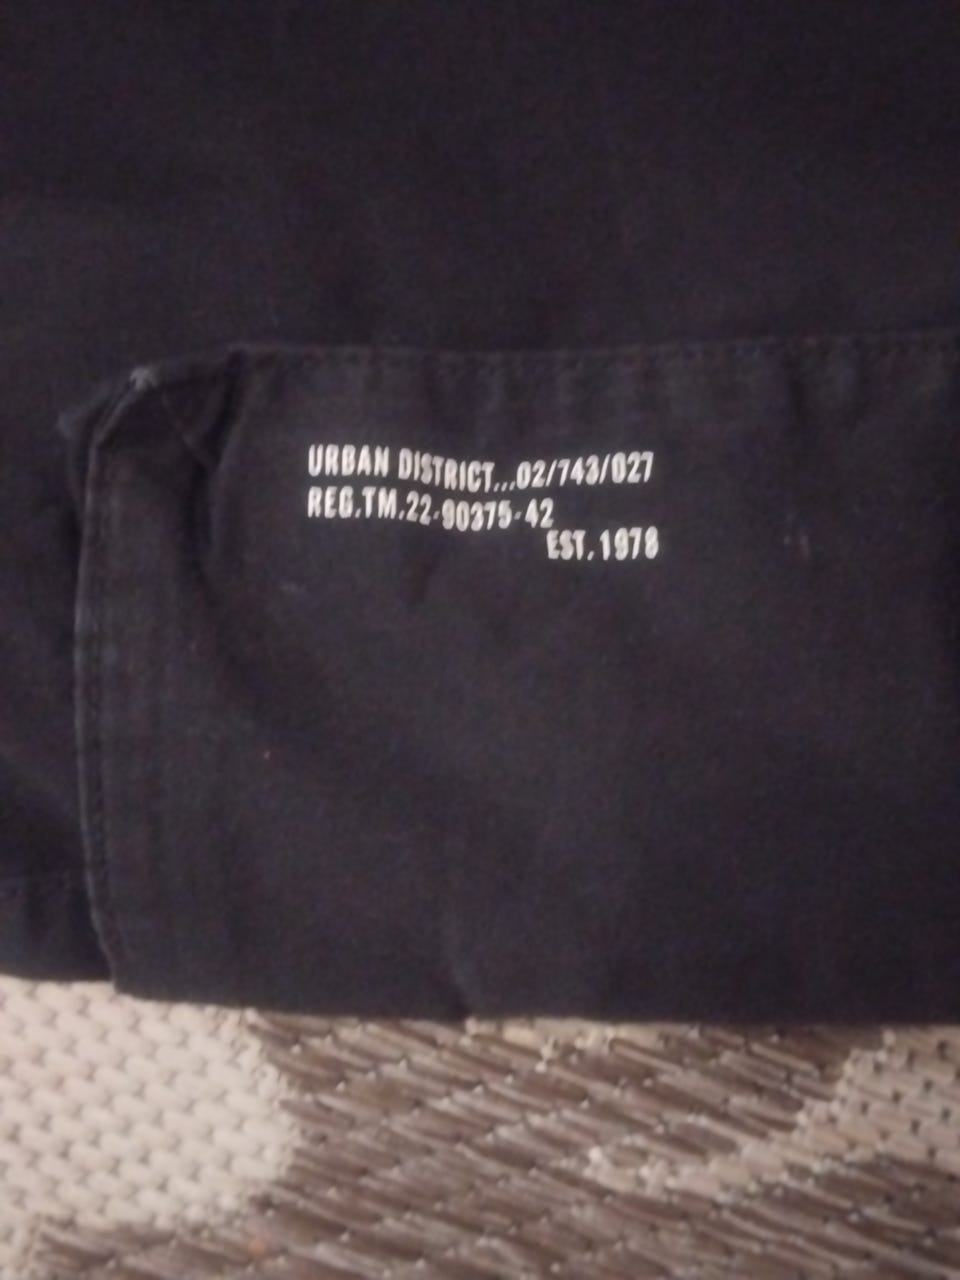 URBAN DISTRICT...02/743/027
REG.TM.22-90375-42
EST.1978